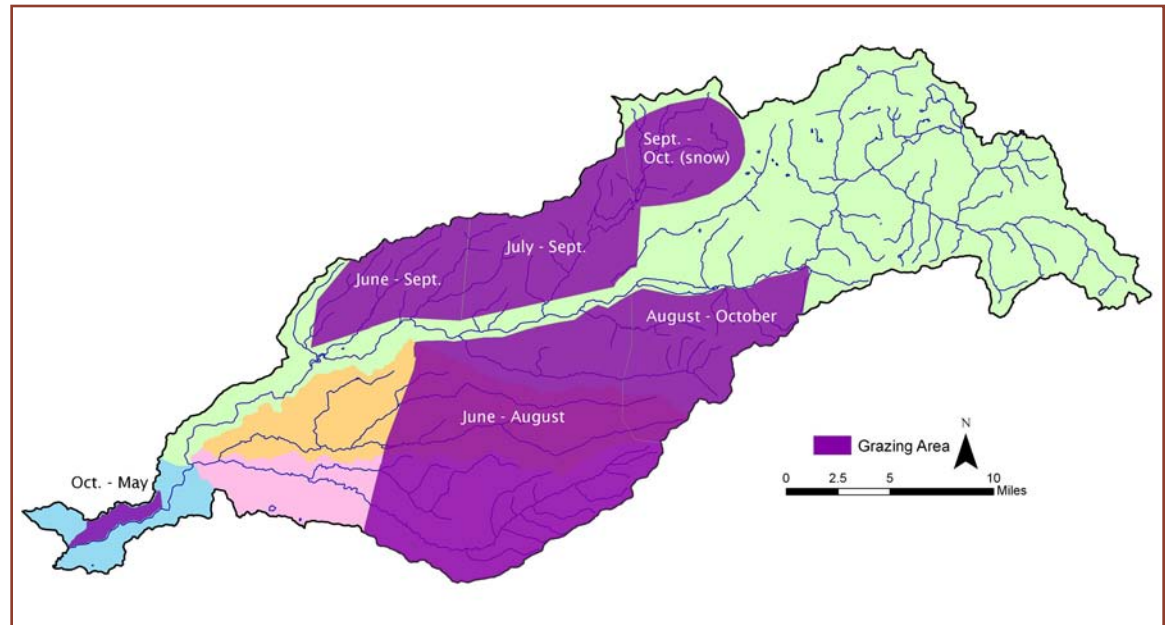 Sept. -
Oct. (snow)
July - Sept.
June - Sept.
August - October
June - August
Oct. - May
N
Grazing Area
0 2.5 5 10
Miles